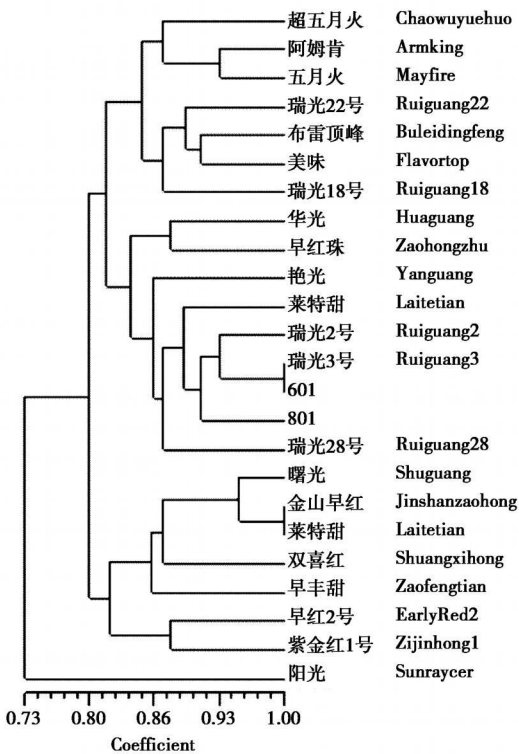 超五月火 Chaowuyuehuo
阿姆肯 Armking
五月火 Mayfire
瑞光22号 Ruiguang22
布雷顶峰 Buleidingfeng
美味 Flavortop
瑞光18号 Ruiguang18
华光 Huaguang
早红珠 Zaohongzhu
艳光 Yanguang
莱特甜 Laitetian
瑞光2号 Ruiguang2
瑞光3号 Ruiguang3
601
801
瑞光28号 Ruiguang28
曙光 Shuguang
金山早红 Jinshanzaohong
莱特甜 Laitetian
双喜红 Shuangxihong
早丰甜 Zaofengtian
早红2号 EarlyRed2
紫金红1号 Zijinhong1
阳光 Sunraycer
0.73 0.80 0.86 0.93 1.00
Coefficient